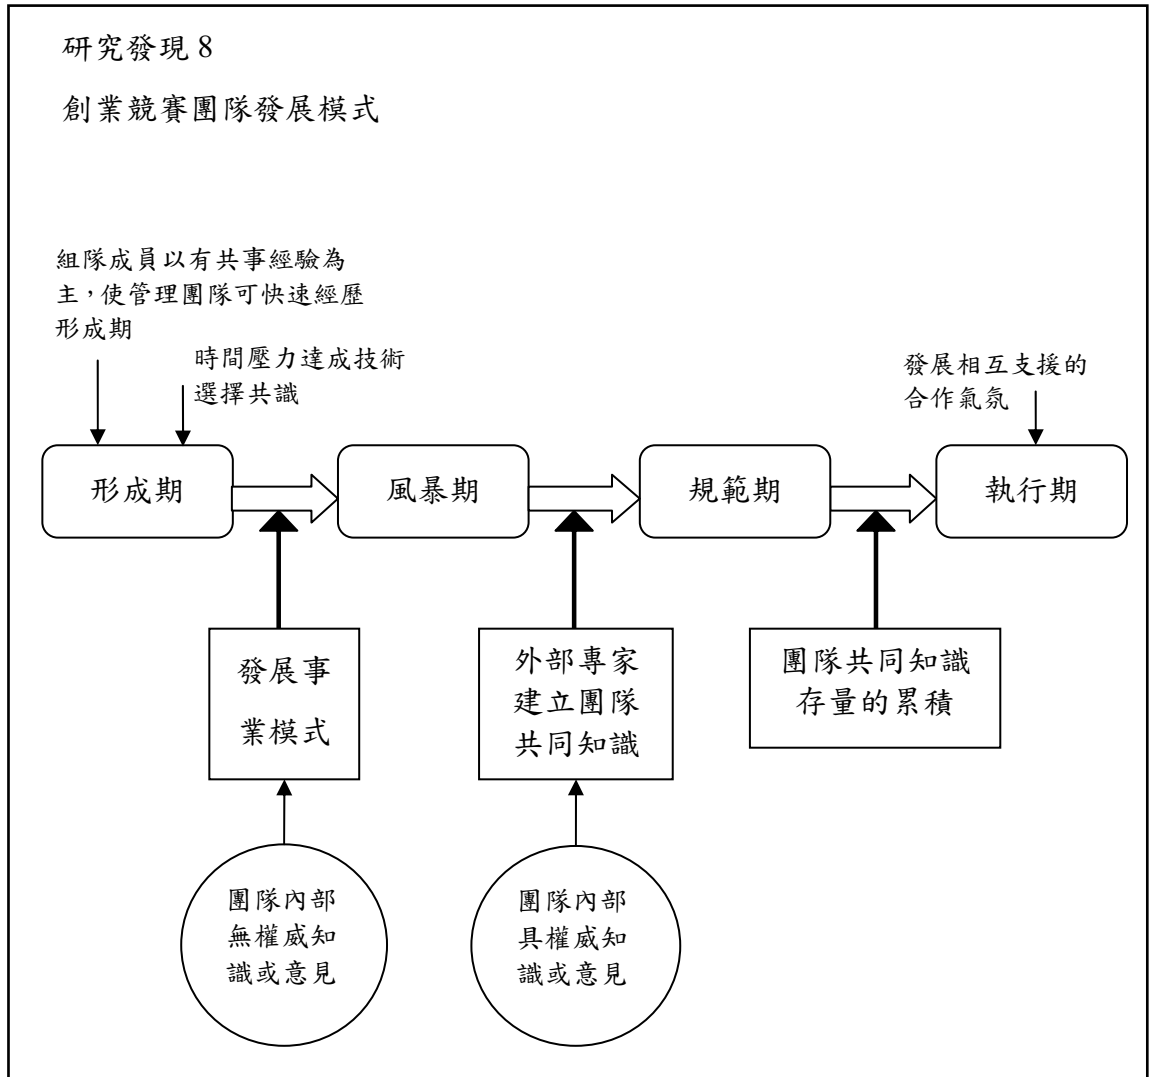 研究發現 8
創業競賽團隊發展模式
組隊成員以有共事經驗為
主，使管理團隊可快速經歷
形成期
時間壓力達成技術
選擇共識
發展相互支援的
合作氣氛
形成期
風暴期
規範期
執行期
發展事
業模式
外部專家
建立團隊
共同知識
團隊共同知識
存量的累積
團隊內部
無權威知
識或意見
團隊內部
具權威知
識或意見